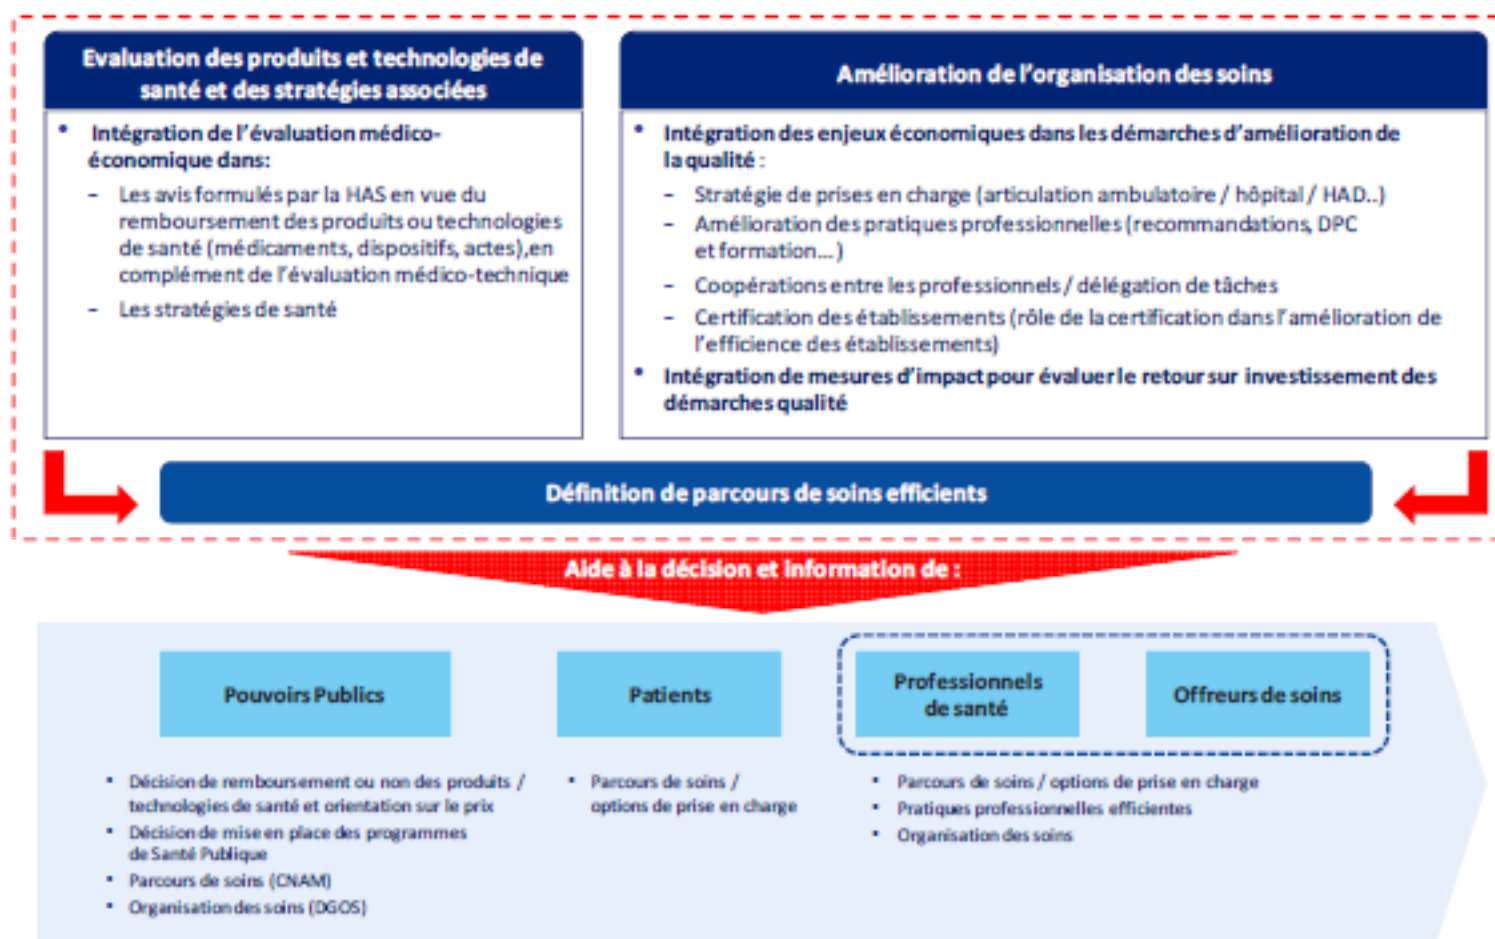 Evaluation des produits et technologies de
santé et des stratégies associées
• Intégration de l'évaluation médico-
économique dans:
– Les avis formulés par la HAS en vue du
remboursement des produits ou technologies
de santé (médicaments, dispositifs, actes),en
complément de l'évaluation médico-technique
– Les stratégies de santé
Amélioration de l'organisation des soins
• Intégration des enjeux économiques dans les démarches d'amélioration de
la qualité :
– Stratégie de prises en charge (articulation ambulatoire / hôpital / HAD..)
– Amélioration des pratiques professionnelles (recommandations, DPC
et formation...)
– Coopérations entre les professionnels / délégation de tâches
– Certification des établissements (rôle de la certification dans l'amélioration de
l'efficience des établissements)
• Intégration de mesures d'impact pour évaluer le retour sur investissement des
démarches qualité
Définition de parcours de soins efficients
Aide à la décision et information de :
Pouvoirs Publics
• Décision de remboursement ou non des produits /
technologies de santé et orientation sur le prix
• Décision de mise en place des programmes
de Santé Publique
• Parcours de soins (CNAM)
• Organisation des soins (DGOS)
Patients
• Parcours de soins /
options de prise en charge
Professionnels
de santé
Offreurs de soins
• Parcours de soins / options de prise en charge
• Pratiques professionnelles efficientes
• Organisation des soins